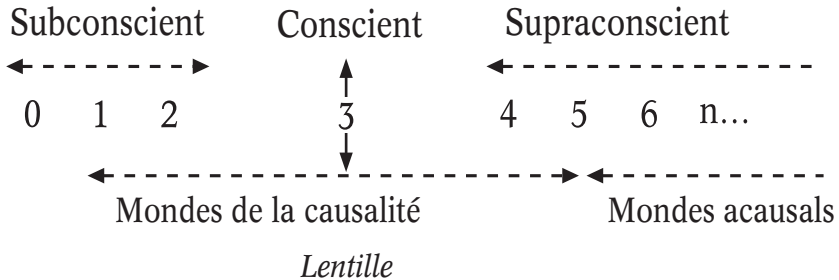 Subconscient Conscient Supraconscient
0 1 2 3 4 5 6 n...
Mondes de la causalité Mondes acausals
Lentille